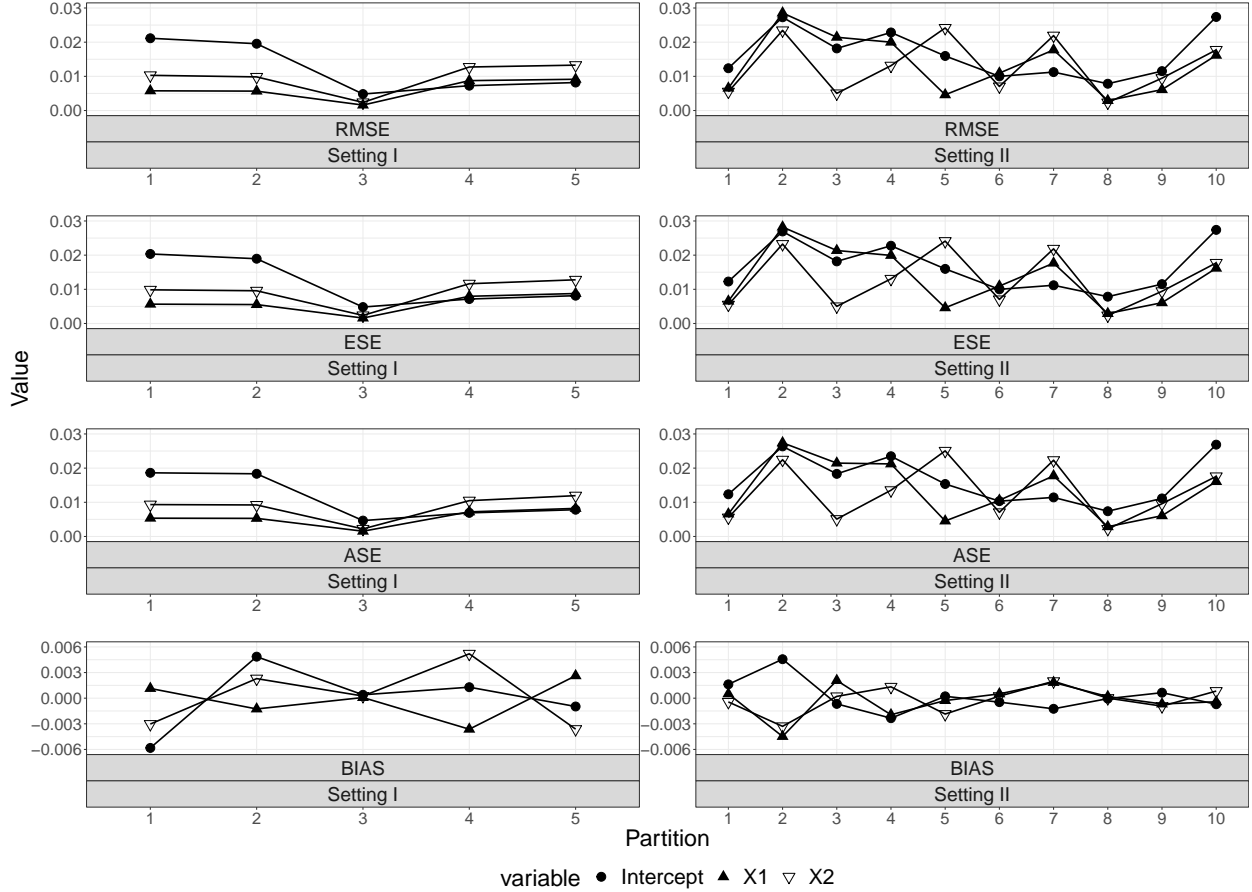 0.03
0.02
0.01
0.00
RMSE
Setting I
1 2 3 4 5
0.03
0.02
0.01
0.00
RMSE
Setting II
1 2 3 4 5 6 7 8 9 10
0.03
0.02
0.01
0.00
ESE
Setting I
1 2 3 4 5
0.03
0.02
0.01
0.00
ESE
Setting II
1 2 3 4 5 6 7 8 9 10
Value
0.03
0.02
0.01
0.00
ASE
Setting I
1 2 3 4 5
0.03
0.02
0.01
0.00
ASE
Setting II
1 2 3 4 5 6 7 8 9 10
0.006
0.003
0.000
−0.003
−0.006
BIAS
Setting I
1 2 3 4 5
0.006
0.003
0.000
−0.003
−0.006
BIAS
Setting II
1 2 3 4 5 6 7 8 9 10
Partition
variable Intercept X1 X2